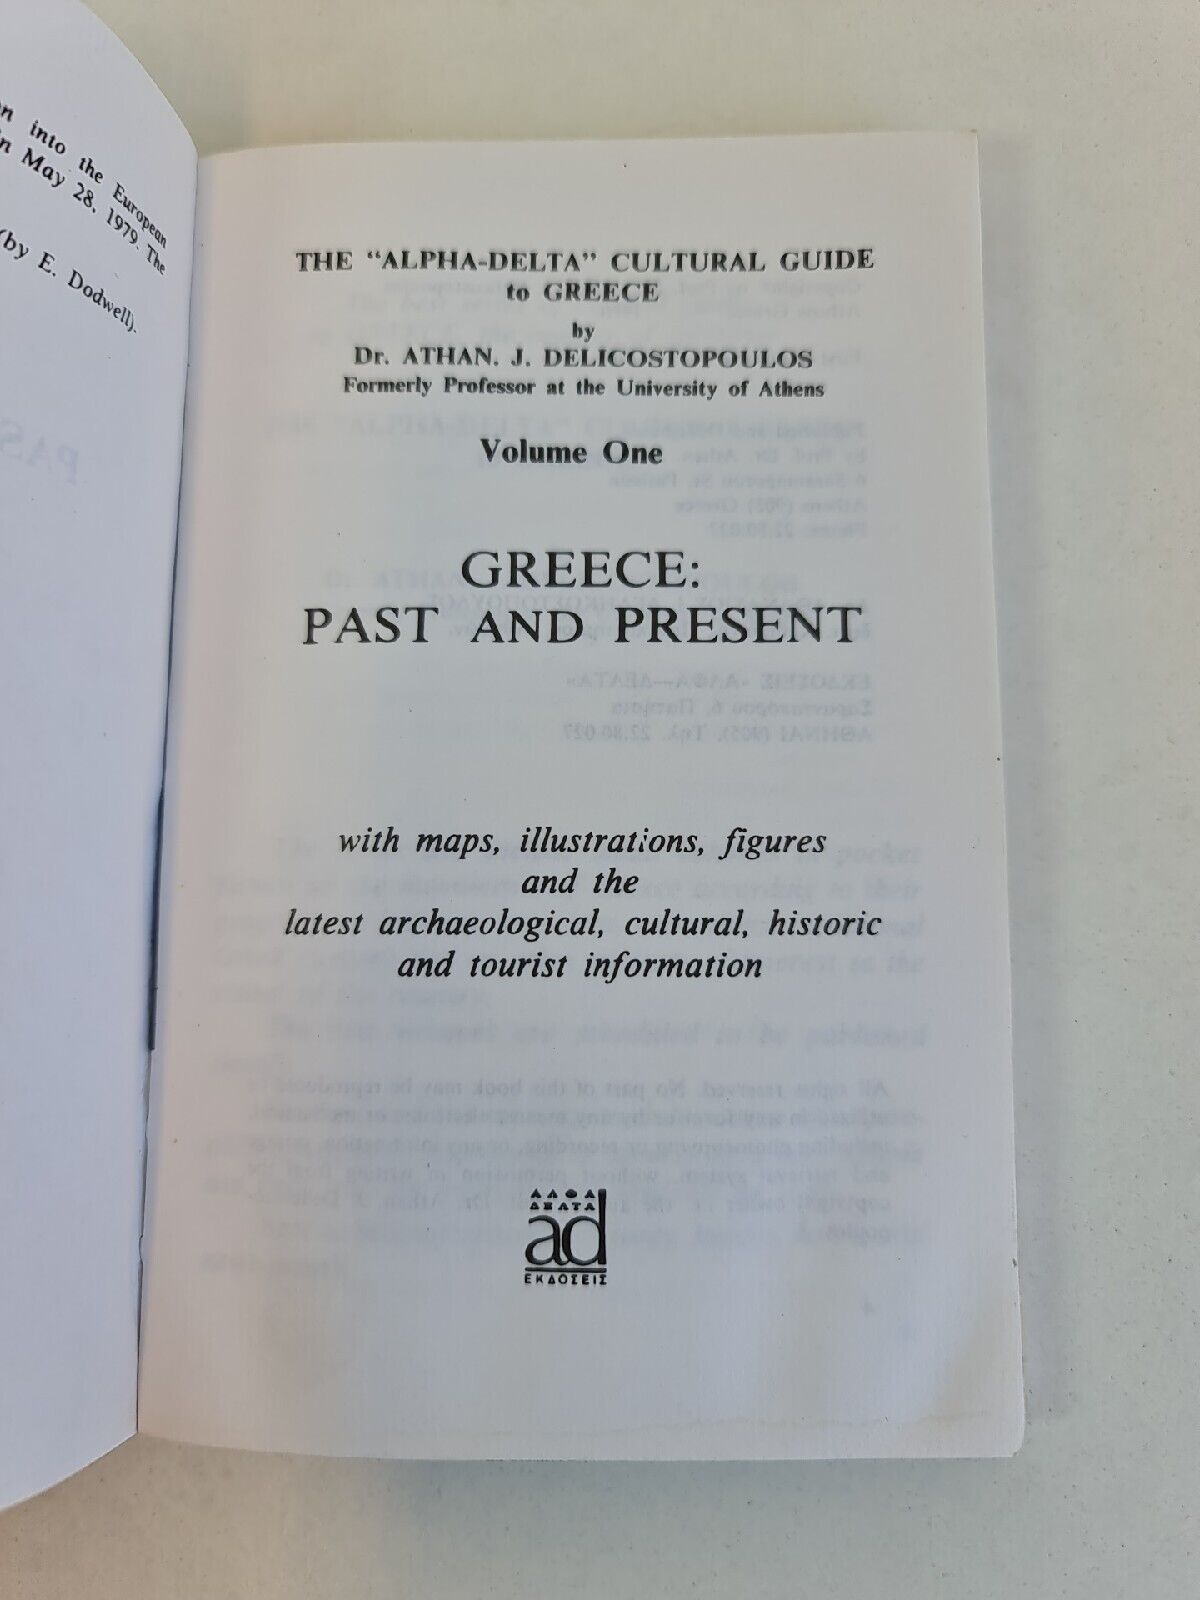 on into the European
in May 28, 1979. The
(by E. Dodwell).
THE "ALPHA-DELTA" CULTURAL GUIDE
to GREECE
by
Dr. ATHAN. J. DELICOSTOPOULOS
Formerly Professor at the University of Athens
Volume One
GREECE:
PAST AND PRESENT
with maps, illustrations, figures
and the
latest archaeological, cultural, historic
and tourist information
ΑΛΦΑ
ΔΕΛΤΑ
ad
ΕΚΔΟΣΕΙΣ